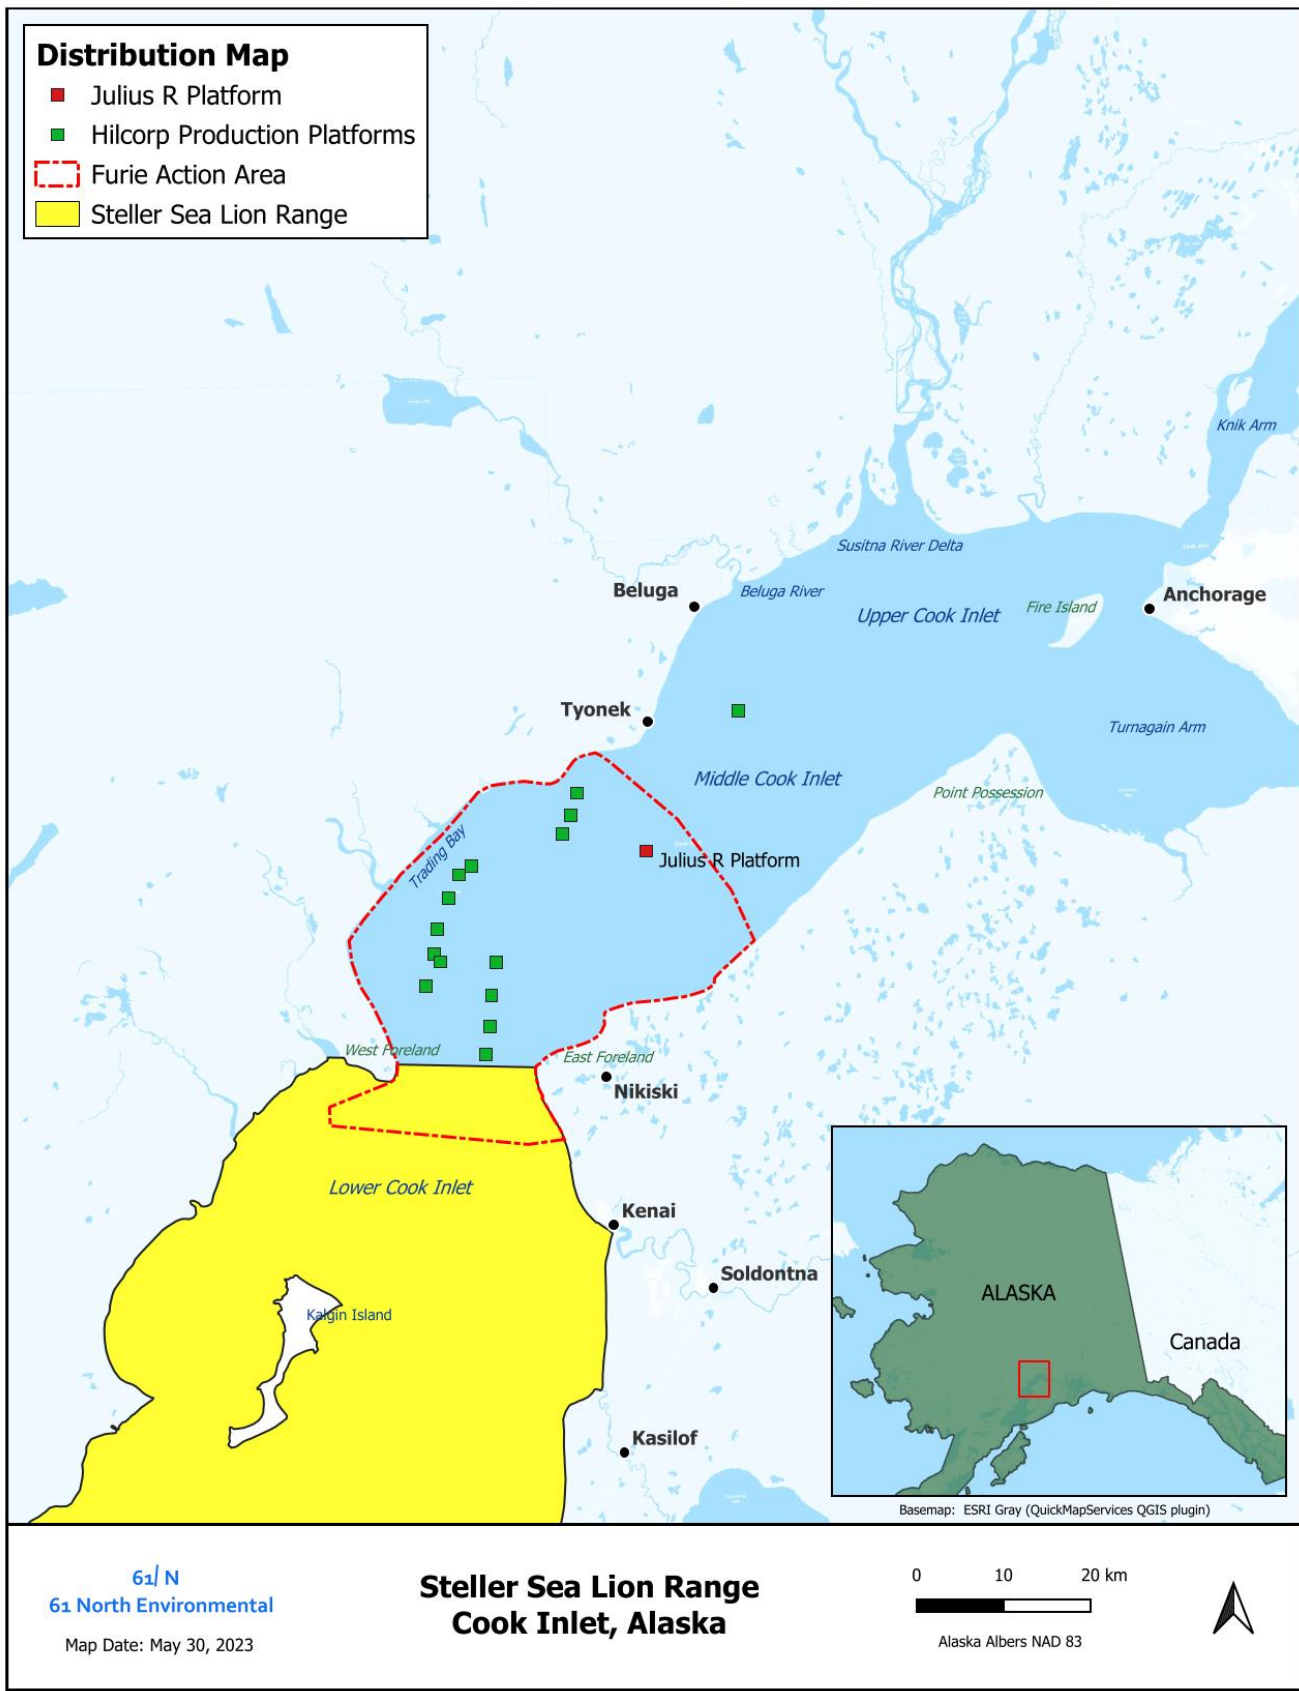 Distribution Map
Julius R Platform
Hilcorp Production Platforms
Furie Action Area
Steller Sea Lion Range
Knik Arm
Susitna River Delta
Beluga
Beluga River
Anchorage
Fire Island
Upper Cook Inlet
Tyonek
Turnagain Arm
Middle Cook Inlet
Point Possession
Trading Bay
Julius R Platform
West Foreland
East Foreland
Nikiski
Lower Cook Inlet
Kenai
Soldontna
Kalgin Island
Kasilof
ALASKA
Canada
Basemap: ESRI Gray (QuickMapServices QGIS plugin)
61/ N
61 North Environmental
Map Date: May 30, 2023
Steller Sea Lion Range
Cook Inlet, Alaska
0 10 20 km
Alaska Albers NAD 83